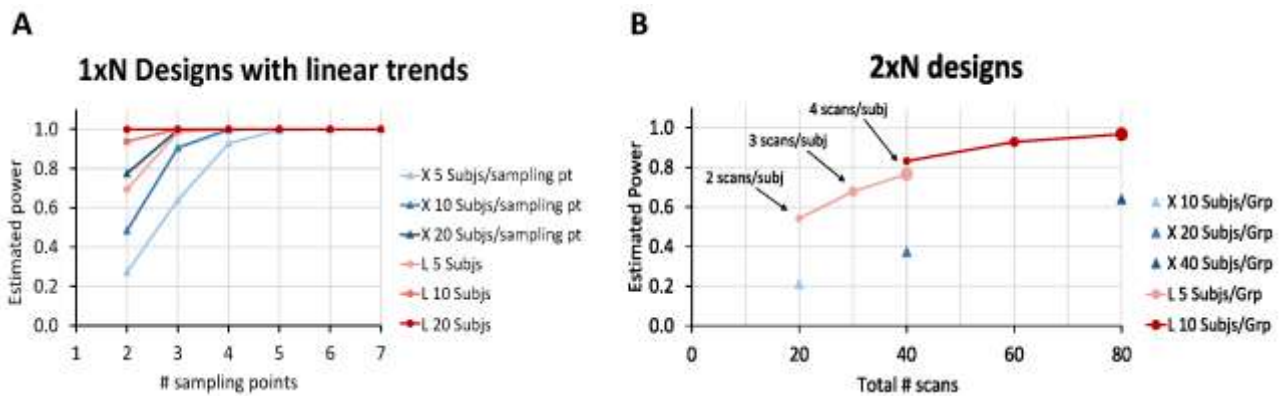 A
1xN Designs with linear trends
Estimated power
1.0
0.8
0.6
0.4
0.2
0.0
1 2 3 4 5 6 7
# sampling points
X 5 Subjs/sampling pt
X 10 Subjs/sampling pt
X 20 Subjs/sampling pt
L 5 Subjs
L 10 Subjs
L 20 Subjs
B
2xN designs
Estimated Power
1.0
0.8
0.6
0.4
0.2
0.0
4 scans/subj
3 scans/subj
2 scans/subj
0 20 40 60 80
Total # scans
X 10 Subjs/Grp
X 20 Subjs/Grp
X 40 Subjs/Grp
L 5 Subjs/Grp
L 10 Subjs/Grp